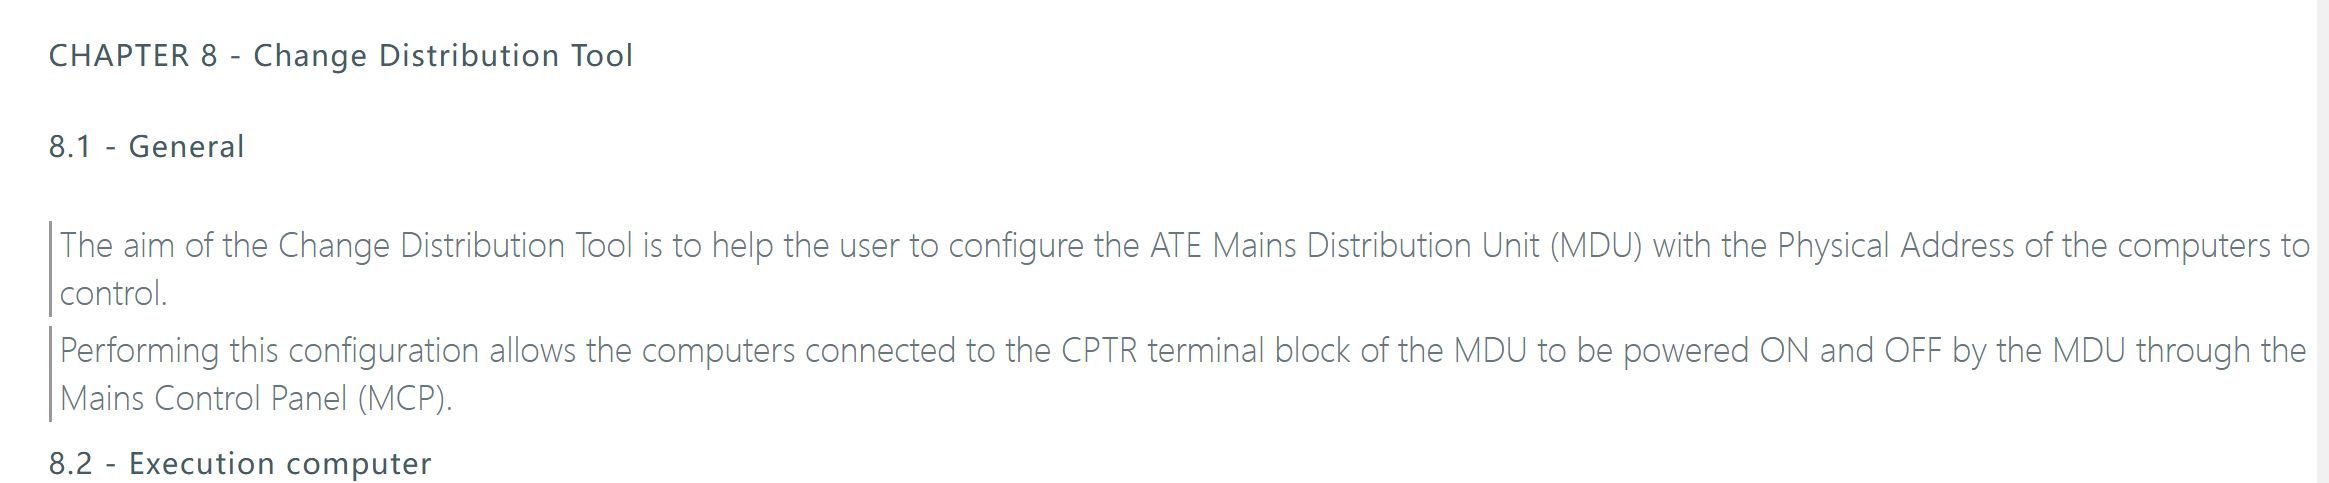 CHAPTER 8 - Change Distribution Tool
8.1 - General
The aim of the Change Distribution Tool is to help the user to configure the ATE Mains Distribution Unit (MDU) with the Physical Address of the computers to
control.
Performing this configuration allows the computers connected to the CPTR terminal block of the MDU to be powered ON and OFF by the MDU through the
Mains Control Panel (MCP).
8.2 - Execution computer